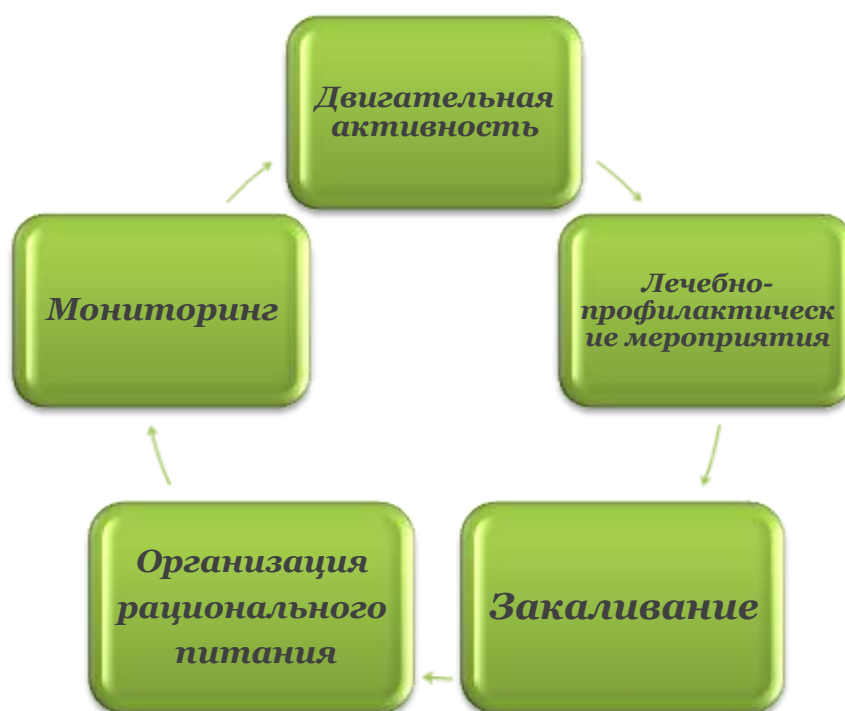 Двигательная
активность
Лечебно-
профилактическ
ие мероприятия
Закаливание
Организация
рационального
питания
Мониторинг